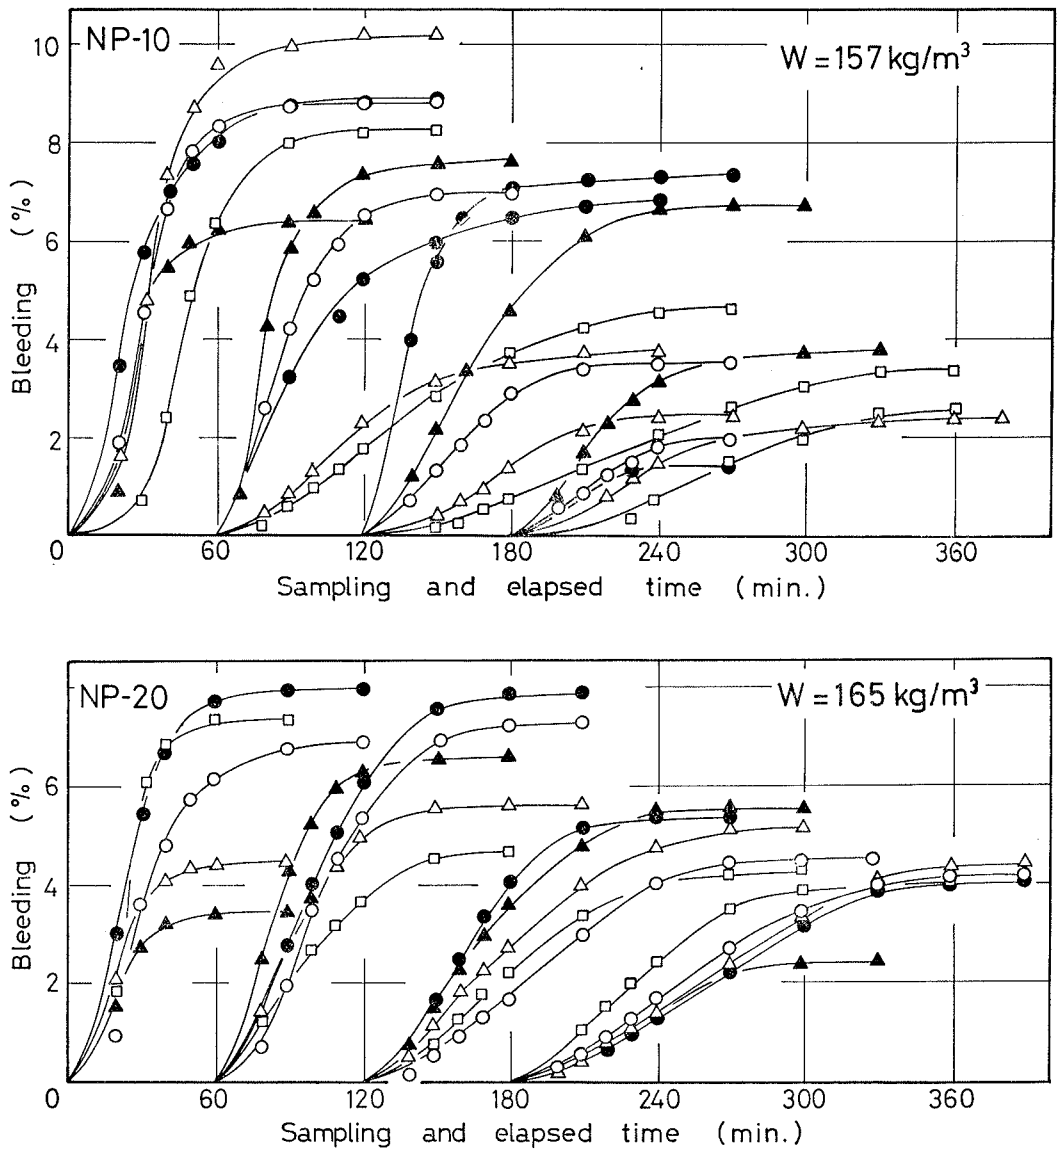 NP-10
W = 157 kg/m³
10
8
6
4
2
0
Bleeding (%)
0 60 120 180 240 300 360
Sampling and elapsed time (min.)
NP-20
W = 165 kg/m³
6
4
2
0
Bleeding (%)
60 120 180 240 300 360
Sampling and elapsed time (min.)